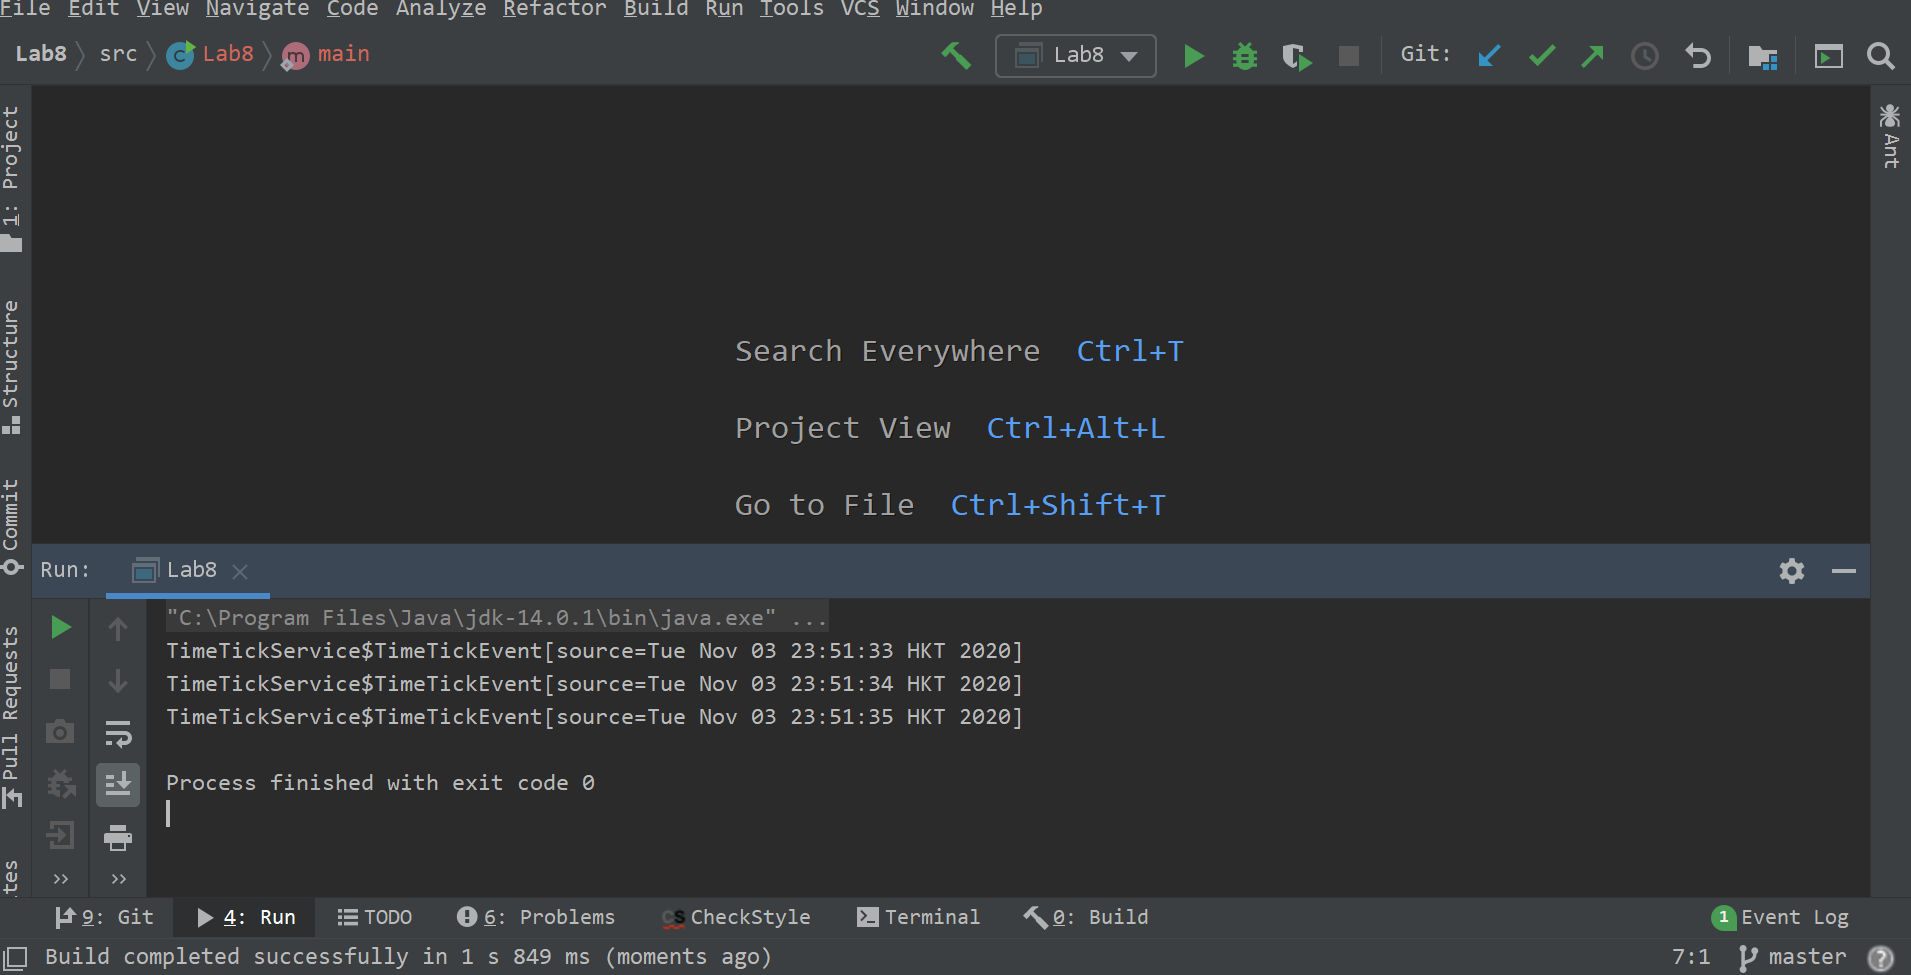 File Edit View Navigate Code Analyze Refactor Build Run Tools VCS Window Help
Lab8 src Lab8 main
Lab8 Git:
1: Project
Structure
Commit
Pull Requests
Ant
Search Everywhere Ctrl+T
Project View Ctrl+Alt+L
Go to File Ctrl+Shift+T
Run: Lab8
"C:\Program Files\Java\jdk-14.0.1\bin\java.exe" ...
TimeTickService$TimeTickEvent[source=Tue Nov 03 23:51:33 HKT 2020]
TimeTickService$TimeTickEvent[source=Tue Nov 03 23:51:34 HKT 2020]
TimeTickService$TimeTickEvent[source=Tue Nov 03 23:51:35 HKT 2020]
Process finished with exit code 0
9: Git 4: Run TODO 6: Problems CheckStyle Terminal 0: Build 1 Event Log
Build completed successfully in 1 s 849 ms (moments ago) 7:1 master